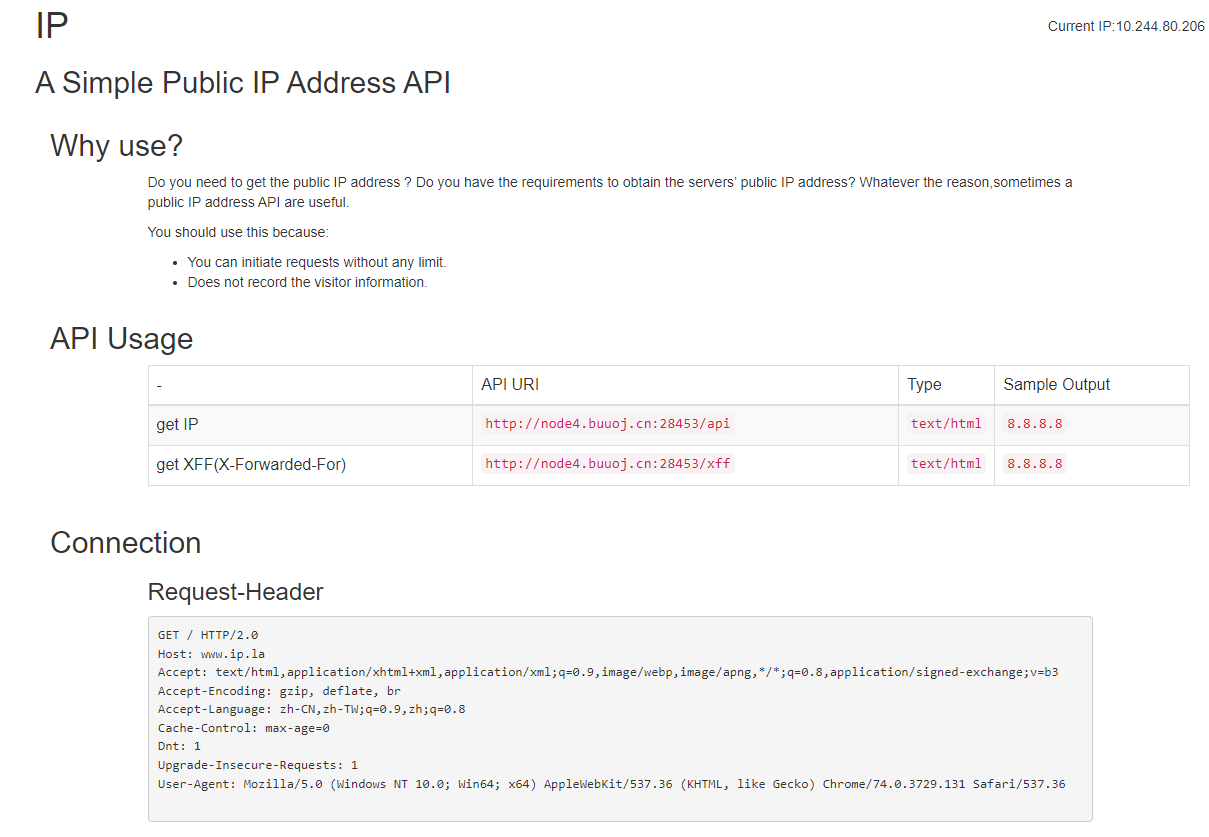 IP
Current IP:10.244.80.206
A Simple Public IP Address API
Why use?
Do you need to get the public IP address ? Do you have the requirements to obtain the servers’ public IP address? Whatever the reason,sometimes a
public IP address API are useful.
You should use this because:
• You can initiate requests without any limit.
• Does not record the visitor information.
API Usage
- API URI Type Sample Output
get IP http://node4.buuoj.cn:28453/api text/html 8.8.8.8
get XFF(X-Forwarded-For) http://node4.buuoj.cn:28453/xff text/html 8.8.8.8
Connection
Request-Header
GET / HTTP/2.0
Host: www.ip.la
Accept: text/html,application/xhtml+xml,application/xml;q=0.9,image/webp,image/apng,*/*;q=0.8,application/signed-exchange;v=b3
Accept-Encoding: gzip, deflate, br
Accept-Language: zh-CN,zh-TW;q=0.9,zh;q=0.8
Cache-Control: max-age=0
Dnt: 1
Upgrade-Insecure-Requests: 1
User-Agent: Mozilla/5.0 (Windows NT 10.0; Win64; x64) AppleWebKit/537.36 (KHTML, like Gecko) Chrome/74.0.3729.131 Safari/537.36